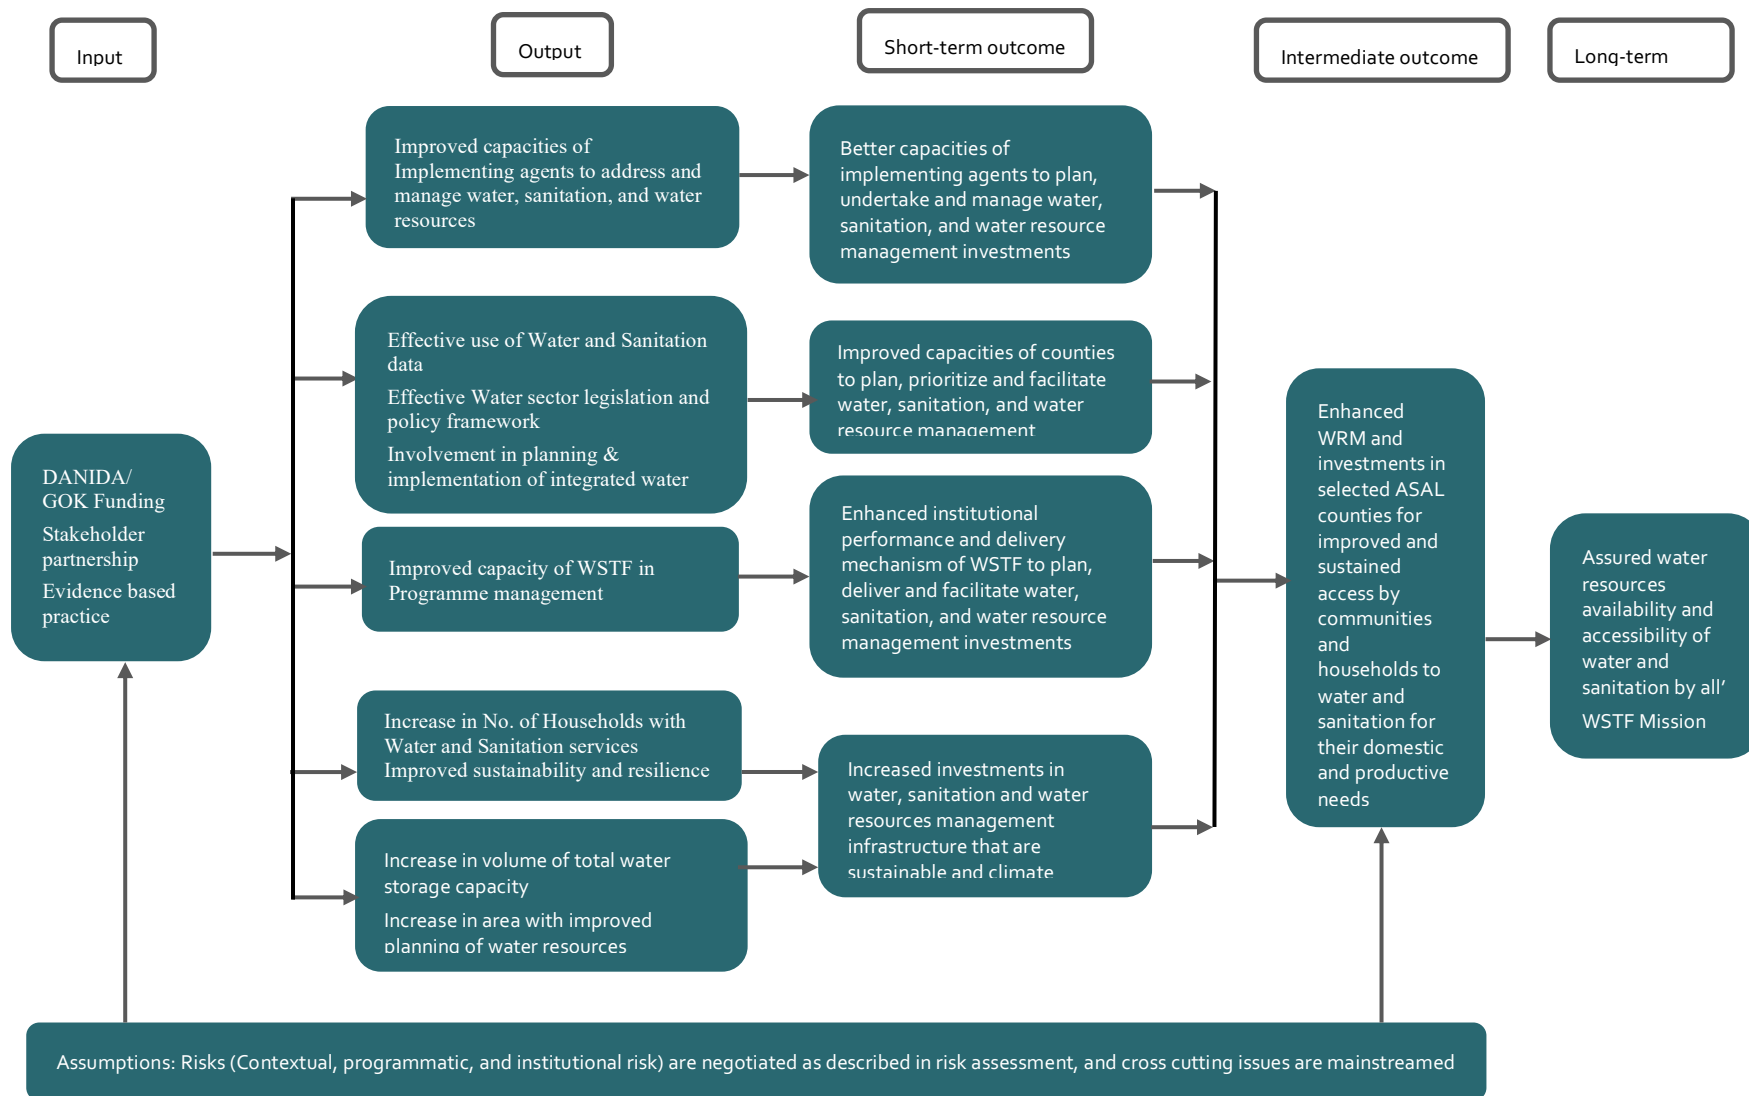 Input
Output
Short-term outcome
Intermediate outcome
Long-term
DANIDA/
GOK Funding
Stakeholder
partnership
Evidence based
practice
Improved capacities of
Implementing agents to address and
manage water, sanitation, and water
resources
Effective use of Water and Sanitation
data
Effective Water sector legislation and
policy framework
Involvement in planning &
implementation of integrated water
Improved capacity of WSTF in
Programme management
Increase in No. of Households with
Water and Sanitation services
Improved sustainability and resilience
Increase in volume of total water
storage capacity
Increase in area with improved
planning of water resources
Better capacities of
implementing agents to plan,
undertake and manage water,
sanitation, and water resource
management investments
Improved capacities of counties
to plan, prioritize and facilitate
water, sanitation, and water
resource management
Enhanced institutional
performance and delivery
mechanism of WSTF to plan,
deliver and facilitate water,
sanitation, and water resource
management investments
Increased investments in
water, sanitation and water
resources management
infrastructure that are
sustainable and climate
Enhanced
WRM and
investments in
selected ASAL
counties for
improved and
sustained
access by
communities
and
households to
water and
sanitation for
their domestic
and productive
needs
Assured water
resources
availability and
accessibility of
water and
sanitation by all’
WSTF Mission
Assumptions: Risks (Contextual, programmatic, and institutional risk) are negotiated as described in risk assessment, and cross cutting issues are mainstreamed